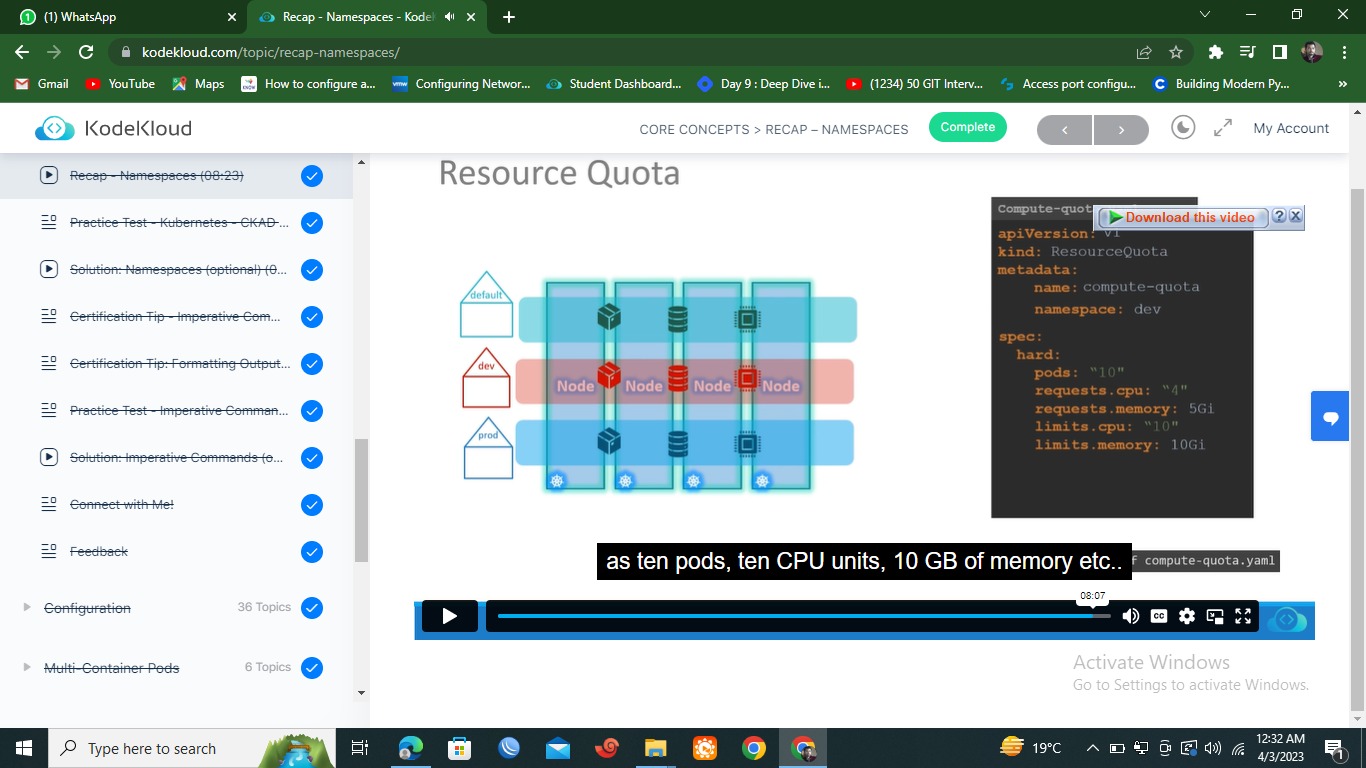 (1) WhatsApp
Recap - Namespaces - Kodek
kodekloud.com/topic/recap-namespaces/
Gmail
YouTube
Maps
How to configure a...
Configuring Networ...
Student Dashboard...
Day 9 : Deep Dive i...
(1234) 50 GIT Interv...
Access port configu...
Building Modern Py...
»
KodeKloud
CORE CONCEPTS > RECAP – NAMESPACES
Complete
My Account
Recap - Namespaces (08:23)
Practice Test - Kubernetes - CKAD ...
Solution: Namespaces (optional) (0...
Certification Tip - Imperative Com...
Certification Tip: Formatting Output...
Practice Test - Imperative Comman...
Solution: Imperative Commands (o...
Connect with Me!
Feedback
Configuration
36 Topics
Multi-Container Pods
6 Topics
Resource Quota
default
dev
prod
Node Node Node Node
Compute-quot
Download this video
apiVersion: v1
kind: ResourceQuota
metadata:
name: compute-quota
namespace: dev
spec:
hard:
pods: “10”
requests.cpu: “4"
requests.memory: 5Gi
limits.cpu: “10"
limits.memory: 10Gi
as ten pods, ten CPU units, 10 GB of memory etc..
f compute-quota.yaml
08:07
CC
Activate Windows
Go to Settings to activate Windows.
Type here to search
19°C
12:32 AM
4/3/2023
1